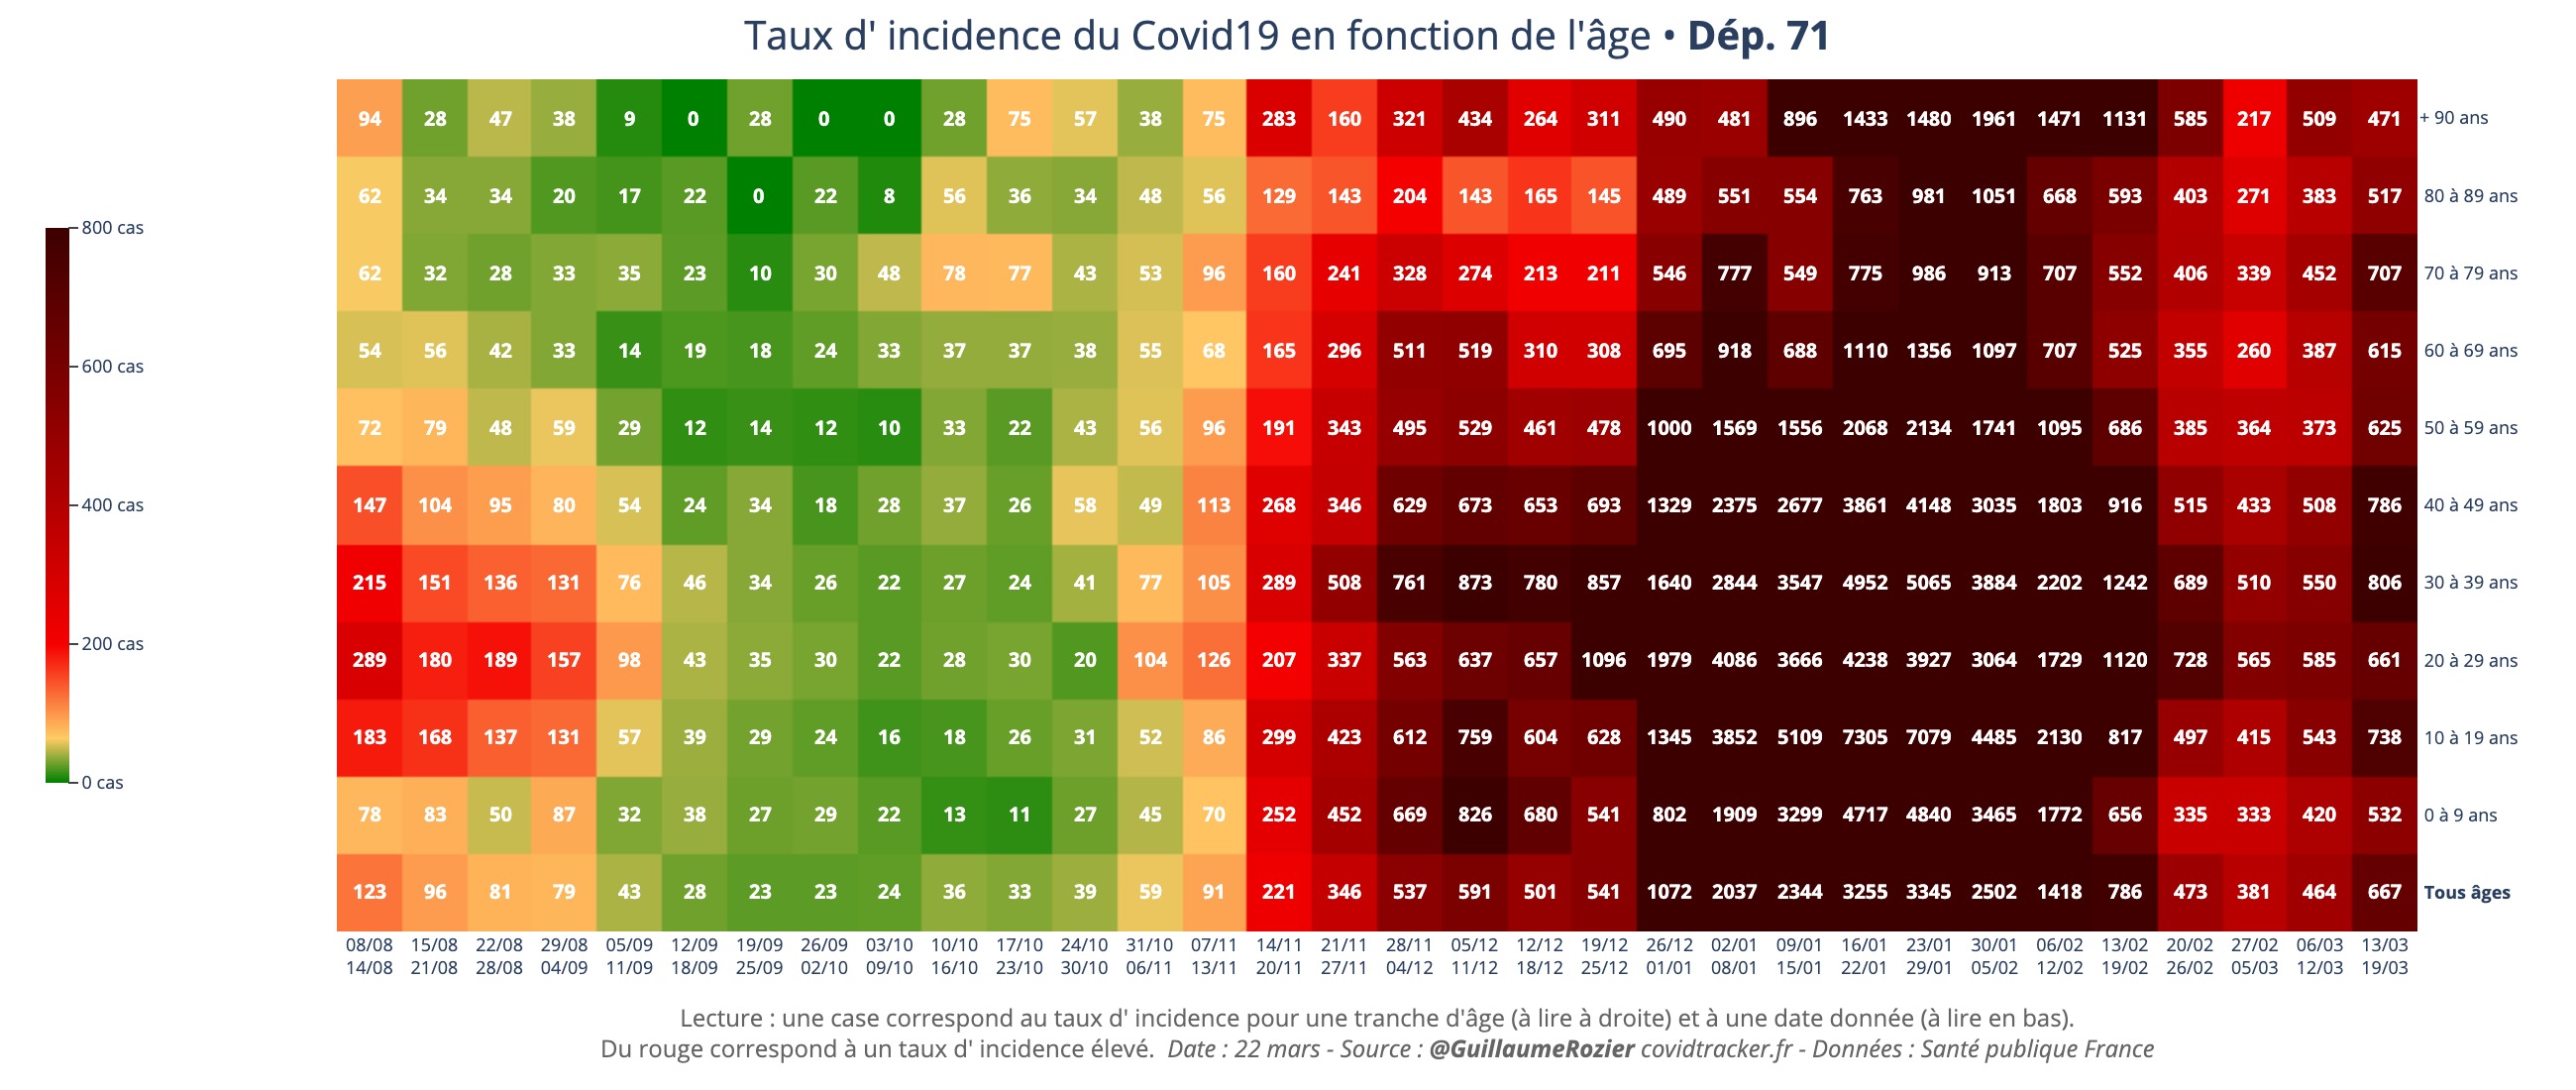 Taux d' incidence du Covid19 en fonction de l'âge • Dép. 71
94 28 47 38 9 0 28 0 0 28 75 57 38 75 283 160 321 434 264 311 490 481 896 1433 1480 1961 1471 1131 585 217 509 471 + 90 ans
62 34 34 20 17 22 0 22 8 56 36 34 48 56 129 143 204 143 165 145 489 551 554 763 981 1051 668 593 403 271 383 517 80 à 89 ans
800 cas
62 32 28 33 35 23 10 30 48 78 77 43 53 96 160 241 328 274 213 211 546 777 549 775 986 913 707 552 406 339 452 707 70 à 79 ans
54 56 42 33 14 19 18 24 33 37 37 38 55 68 165 296 511 519 310 308 695 918 688 1110 1356 1097 707 525 355 260 387 615 60 à 69 ans
600 cas
72 79 48 59 29 12 14 12 10 33 22 43 56 96 191 343 495 529 461 478 1000 1569 1556 2068 2134 1741 1095 686 385 364 373 625 50 à 59 ans
400 cas
147 104 95 80 54 24 34 18 28 37 26 58 49 113 268 346 629 673 653 693 1329 2375 2677 3861 4148 3035 1803 916 515 433 508 786 40 à 49 ans
215 151 136 131 76 46 34 26 22 27 24 41 77 105 289 508 761 873 780 857 1640 2844 3547 4952 5065 3884 2202 1242 689 510 550 806 30 à 39 ans
200 cas
289 180 189 157 98 43 35 30 22 28 30 20 104 126 207 337 563 637 657 1096 1979 4086 3666 4238 3927 3064 1729 1120 728 565 585 661 20 à 29 ans
183 168 137 131 57 39 29 24 16 18 26 31 52 86 299 423 612 759 604 628 1345 3852 5109 7305 7079 4485 2130 817 497 415 543 738 10 à 19 ans
0 cas
78 83 50 87 32 38 27 29 22 13 11 27 45 70 252 452 669 826 680 541 802 1909 3299 4717 4840 3465 1772 656 335 333 420 532 0 à 9 ans
123 96 81 79 43 28 23 23 24 36 33 39 59 91 221 346 537 591 501 541 1072 2037 2344 3255 3345 2502 1418 786 473 381 464 667 Tous âges
08/08 15/08 22/08 29/08 05/09 12/09 19/09 26/09 03/10 10/10 17/10 24/10 31/10 07/11 14/11 21/11 28/11 05/12 12/12 19/12 26/12 02/01 09/01 16/01 23/01 30/01 06/02 13/02 20/02 27/02 06/03 13/03
14/08 21/08 28/08 04/09 11/09 18/09 25/09 02/10 09/10 16/10 23/10 30/10 06/11 13/11 20/11 27/11 04/12 11/12 18/12 25/12 01/01 08/01 15/01 22/01 29/01 05/02 12/02 19/02 26/02 05/03 12/03 19/03
Lecture : une case correspond au taux d' incidence pour une tranche d'âge (à lire à droite) et à une date donnée (à lire en bas).
Du rouge correspond à un taux d' incidence élevé. Date : 22 mars - Source : @GuillaumeRozier covidtracker.fr - Données : Santé publique France